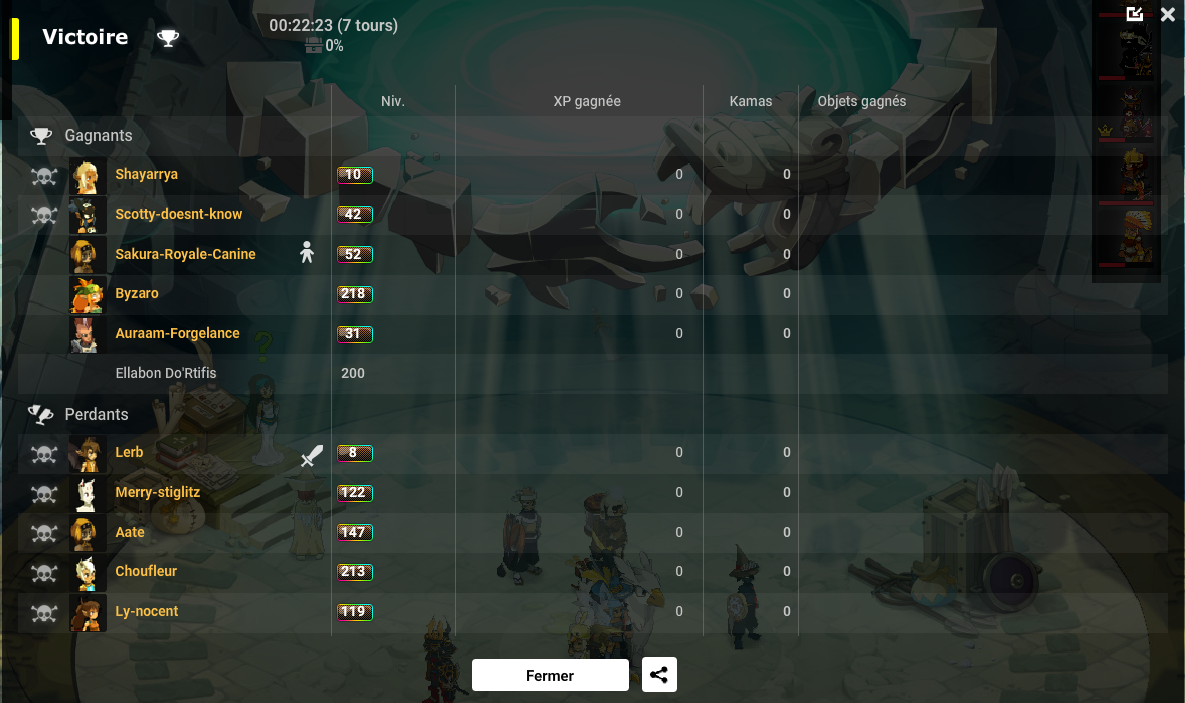 Victoire
00:22:23 (7 tours)
0%
Niv. XP gagnée Kamas Objets gagnés
Gagnants
Shayarrya 10 0 0
Scotty-doesnt-know 42 0 0
Sakura-Royale-Canine 52 0 0
Byzaro 218 0 0
Auraam-Forgelance 31 0 0
Ellabon Do'Rtifis 200
Perdants
Lerb 8 0 0
Merry-stiglitz 122 0 0
Aate 147 0 0
Choufleur 213 0 0
Ly-nocent 119 0 0
Fermer